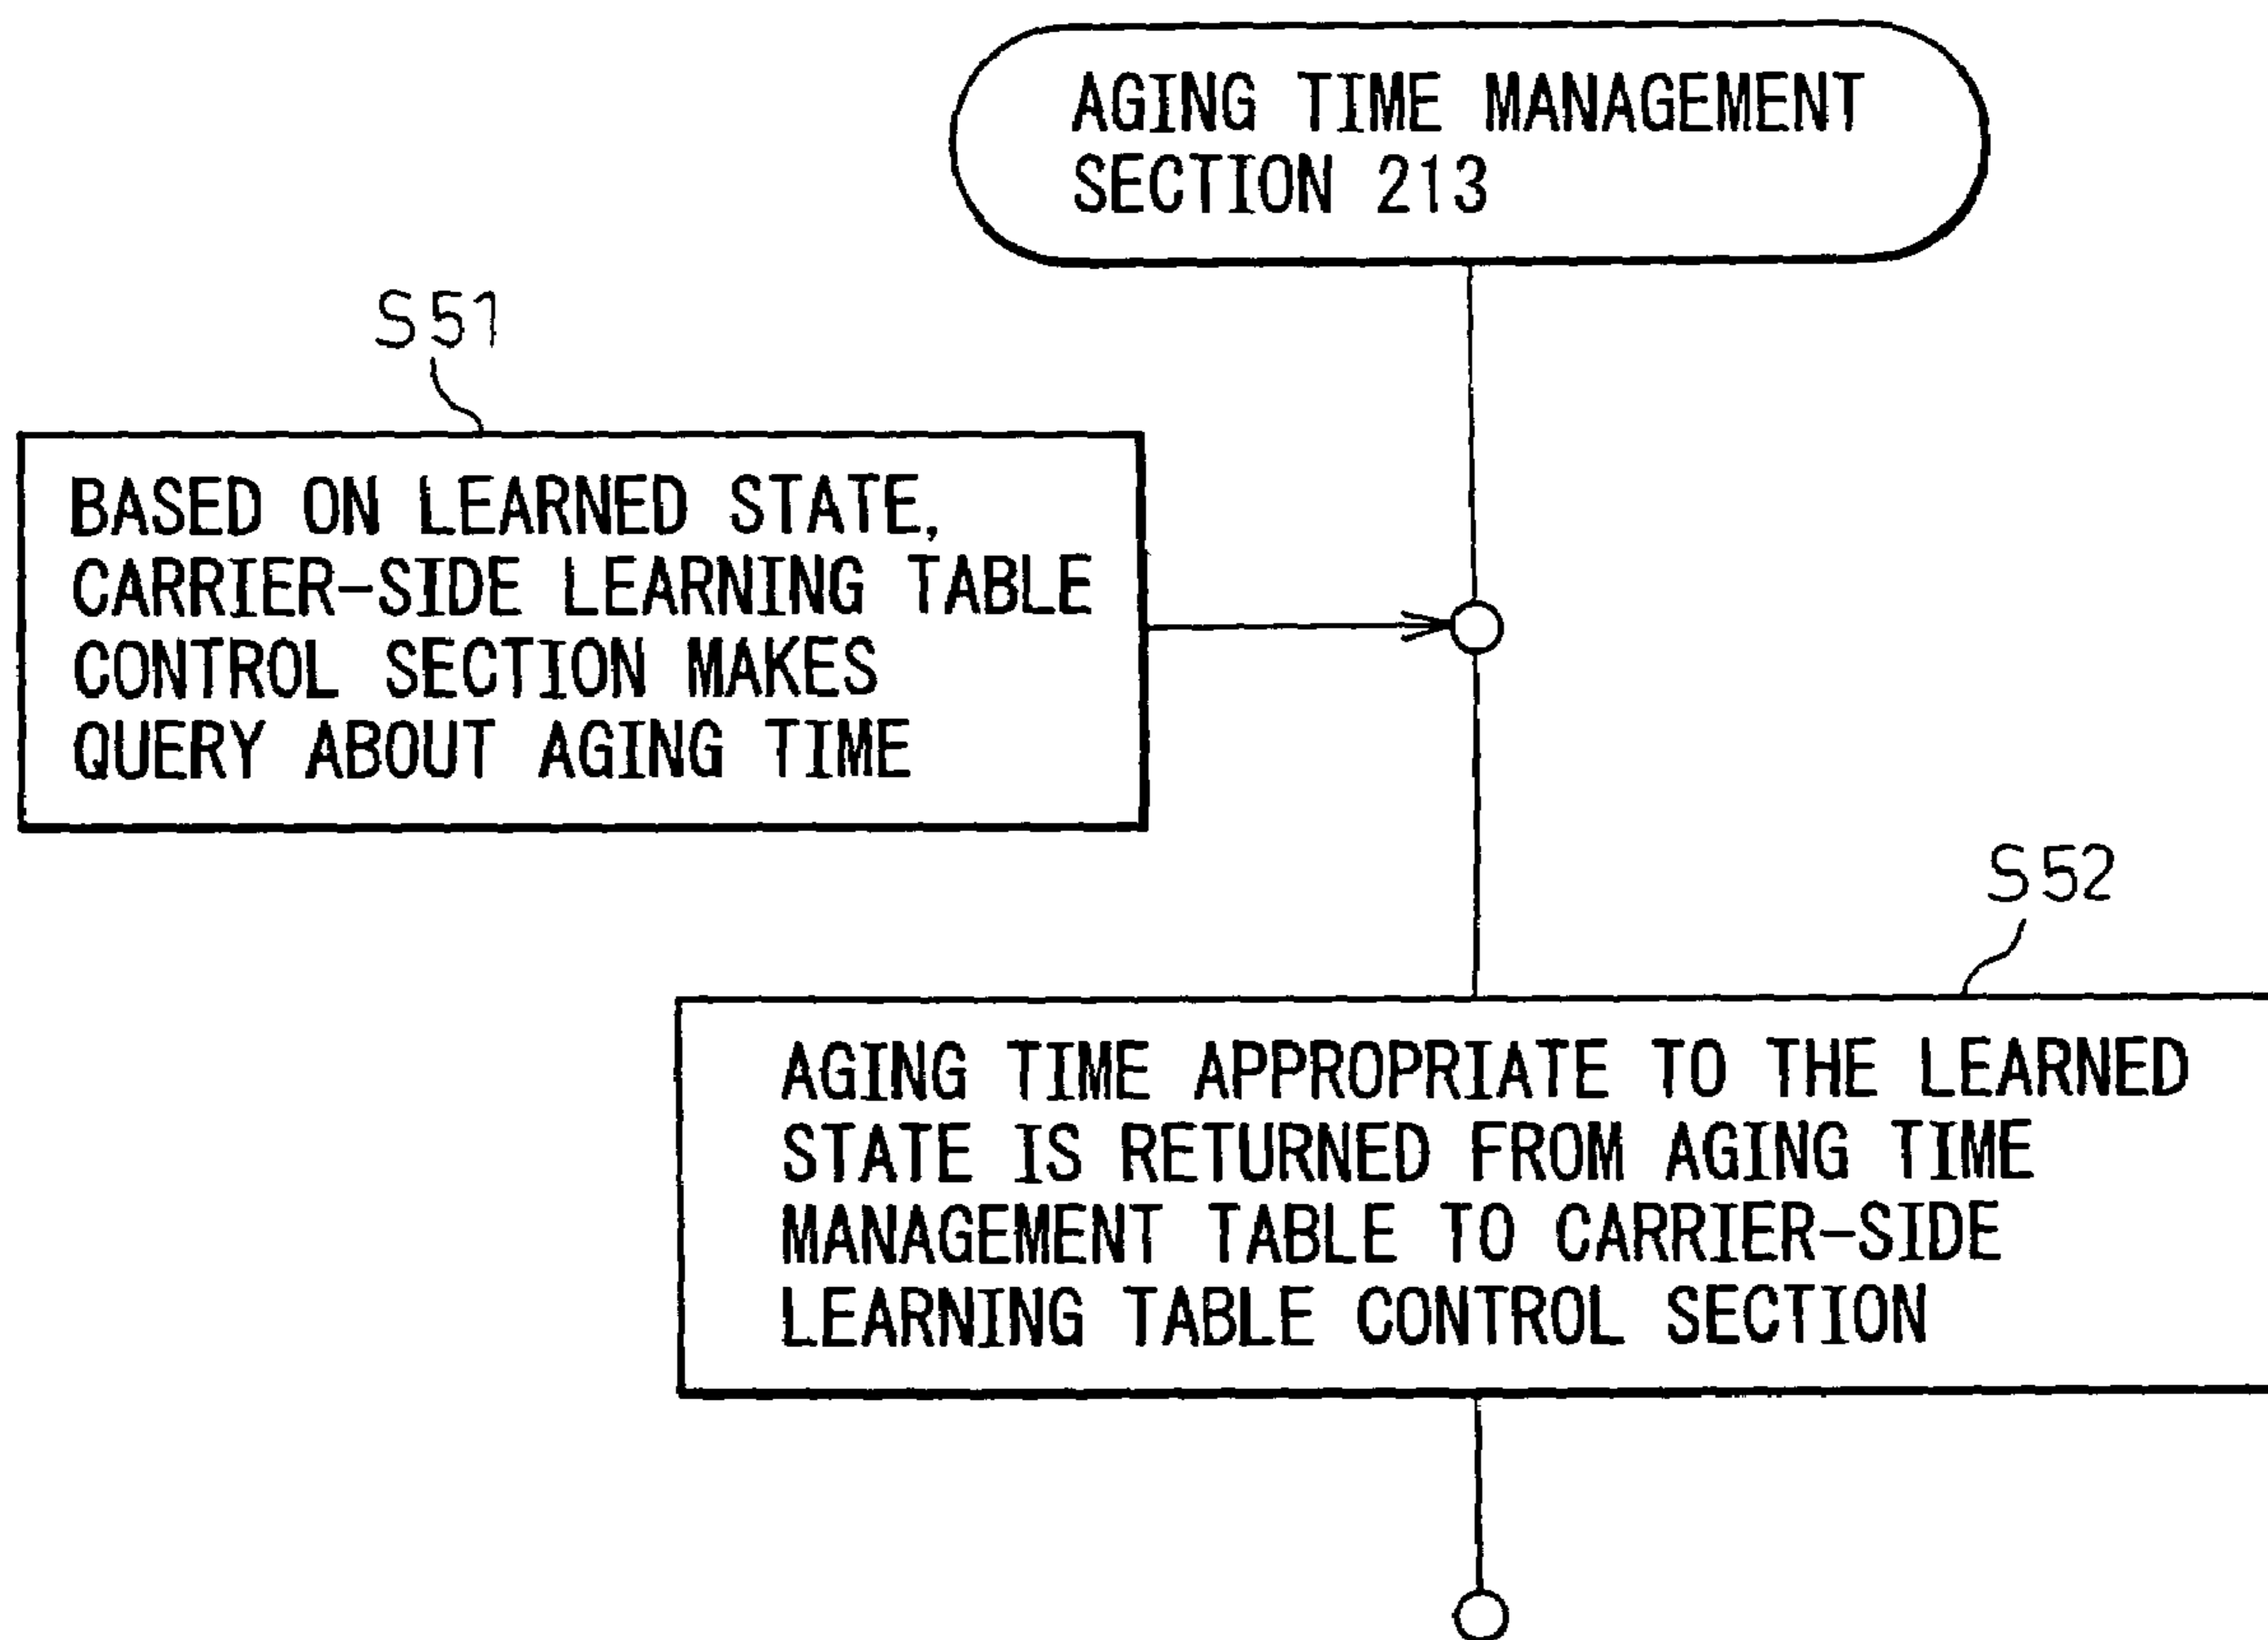 AGING TIME MANAGEMENT
SECTION 213
S51
BASED ON LEARNED STATE,
CARRIER-SIDE LEARNING TABLE
CONTROL SECTION MAKES
QUERY ABOUT AGING TIME
S52
AGING TIME APPROPRIATE TO THE LEARNED
STATE IS RETURNED FROM AGING TIME
MANAGEMENT TABLE TO CARRIER-SIDE
LEARNING TABLE CONTROL SECTION